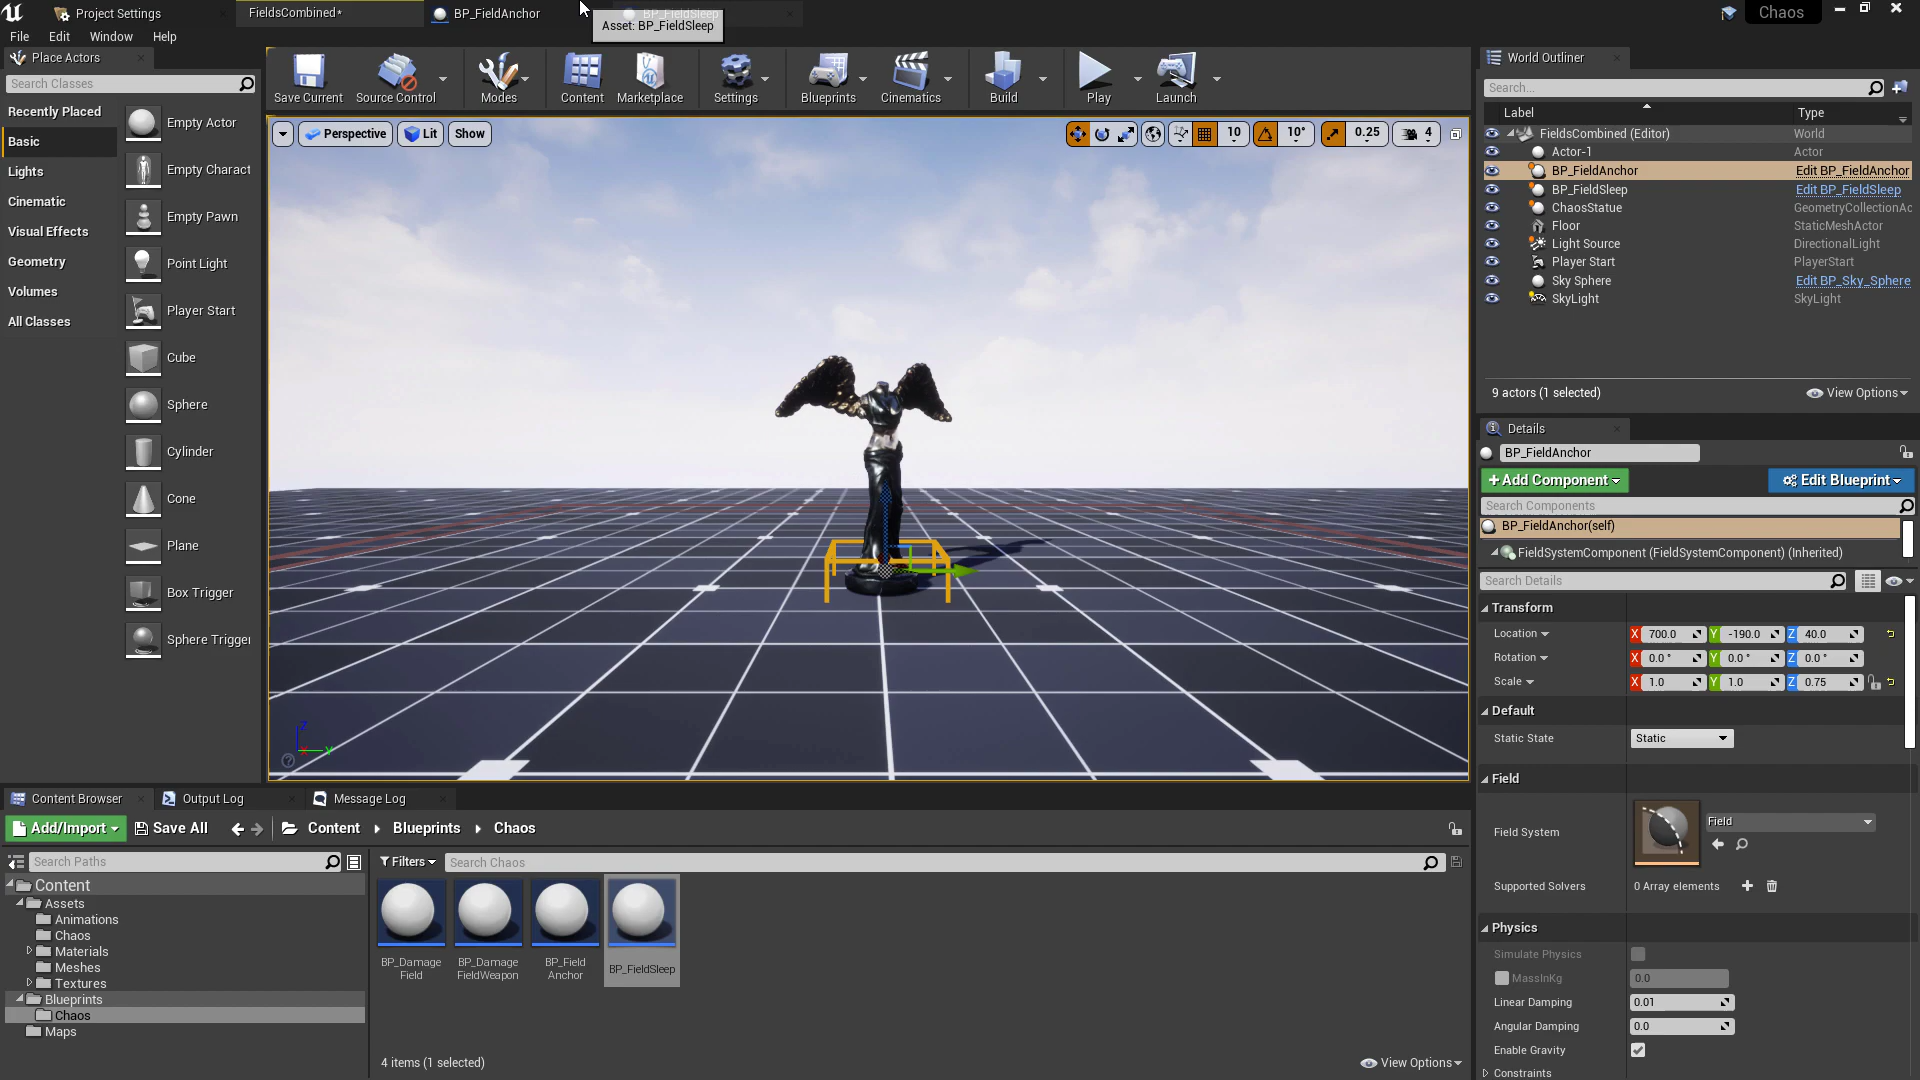 Project Settings
FieldsCombined*
BP_FieldAnchor
BP_FieldSleep
Asset: BP_FieldSleep
Chaos
File
Edit
Window
Help
Place Actors
Search Classes
Recently Placed
Basic
Lights
Cinematic
Visual Effects
Geometry
Volumes
All Classes
Empty Actor
Empty Charact
Empty Pawn
Point Light
Player Start
Cube
Sphere
Cylinder
Cone
Plane
Box Trigger
Sphere Trigger
Save Current
Source Control
Modes
Content
Marketplace
Settings
Blueprints
Cinematics
Build
Play
Launch
Perspective
Lit
Show
10
10°
0.25
4
Z
X
Y
World Outliner
Search...
Label
Type
FieldsCombined (Editor)
World
Actor-1
Actor
BP_FieldAnchor
Edit BP_FieldAnchor
BP_FieldSleep
Edit BP_FieldSleep
ChaosStatue
GeometryCollectionAc
Floor
StaticMeshActor
Light Source
DirectionalLight
Player Start
PlayerStart
Sky Sphere
Edit BP_Sky_Sphere
SkyLight
SkyLight
9 actors (1 selected)
View Options
Details
BP_FieldAnchor
+Add Component
Edit Blueprint
Search Components
BP_FieldAnchor(self)
FieldSystemComponent (FieldSystemComponent) (Inherited)
Search Details
Transform
Location
X 700.0
Y -190.0
Z 40.0
Rotation
X 0.0 °
Y 0.0 °
Z 0.0 °
Scale
X 1.0
Y 1.0
Z 0.75
Default
Static State
Static
Field
Field System
Field
Supported Solvers
0 Array elements
Physics
Simulate Physics
MassInKg
0.0
Linear Damping
0.01
Angular Damping
0.0
Enable Gravity
Constraints
Content Browser
Output Log
Message Log
Add/Import
Save All
Content
Blueprints
Chaos
Search Paths
Filters
Search Chaos
Content
Assets
Animations
Chaos
Materials
Meshes
Textures
Blueprints
Chaos
Maps
BP_Damage
Field
BP_Damage
FieldWeapon
BP_Field
Anchor
BP_FieldSleep
4 items (1 selected)
View Options